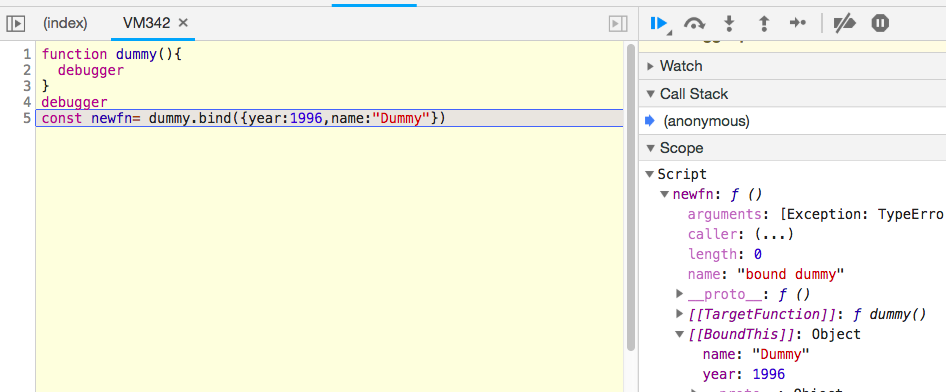 (index) VM342 ×
1 function dummy(){
2 debugger
3 }
4 debugger
5 const newfn= dummy.bind({year:1996,name:"Dummy"})
Watch
Call Stack
(anonymous)
Scope
Script
newfn: ƒ ()
arguments: [Exception: TypeErro
caller: (...)
length: 0
name: "bound dummy"
__proto__: ƒ ()
[[TargetFunction]]: ƒ dummy()
[[BoundThis]]: Object
name: "Dummy"
year: 1996